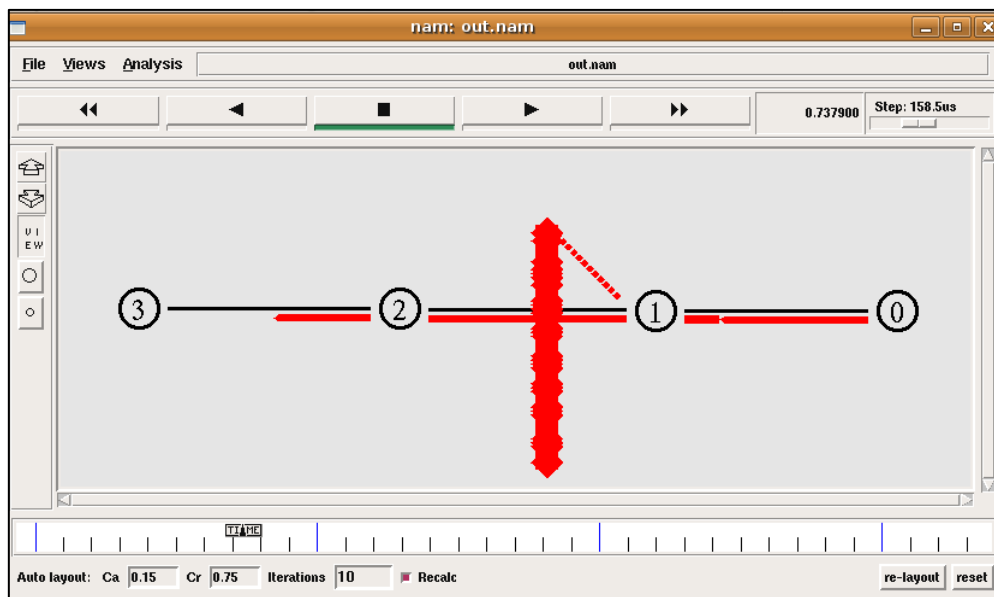 nam: out.nam
File Views Analysis out.nam
0.737900 Step: 158.5us
V I
E W
3 2 1 0
TIME
Auto layout: Ca 0.15 Cr 0.75 Iterations 10 Recalc re-layout reset